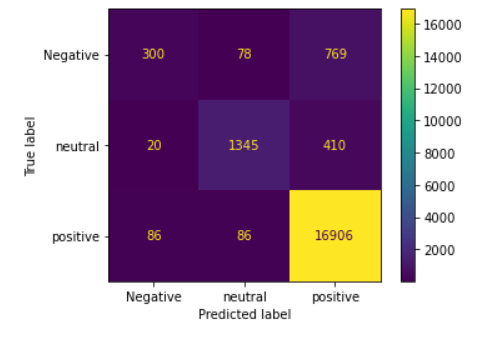 Negative 300 78 769
neutral 20 1345 410
positive 86 86 16906
Negative neutral positive
Predicted label
True label
16000
14000
12000
10000
8000
6000
4000
2000